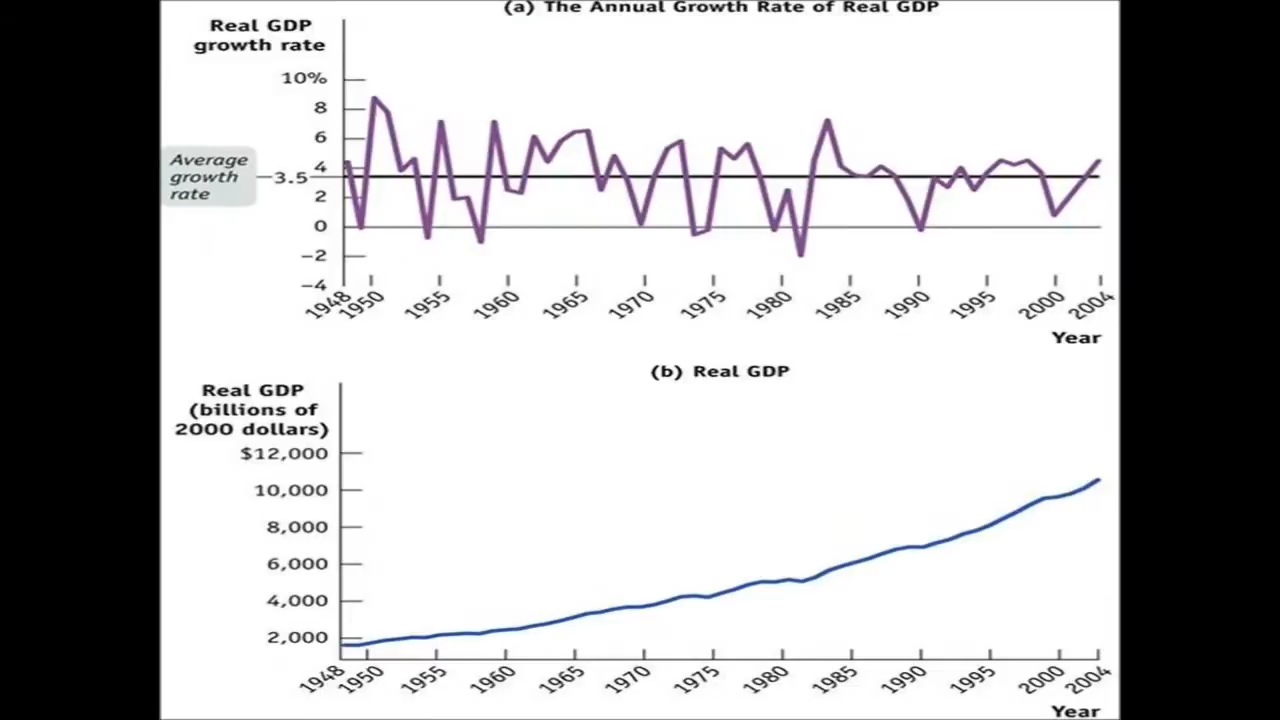 (a) The Annual Growth Rate of Real GDP
Real GDP
growth rate
10%
8
6
4
Average
growth
rate
3.5
2
0
−2
−4
1948 1950 1955 1960 1965 1970 1975 1980 1985 1990 1995 2000 2004
Year
(b) Real GDP
Real GDP
(billions of
2000 dollars)
$12,000
10,000
8,000
6,000
4,000
2,000
1948 1950 1955 1960 1965 1970 1975 1980 1985 1990 1995 2000 2004
Year